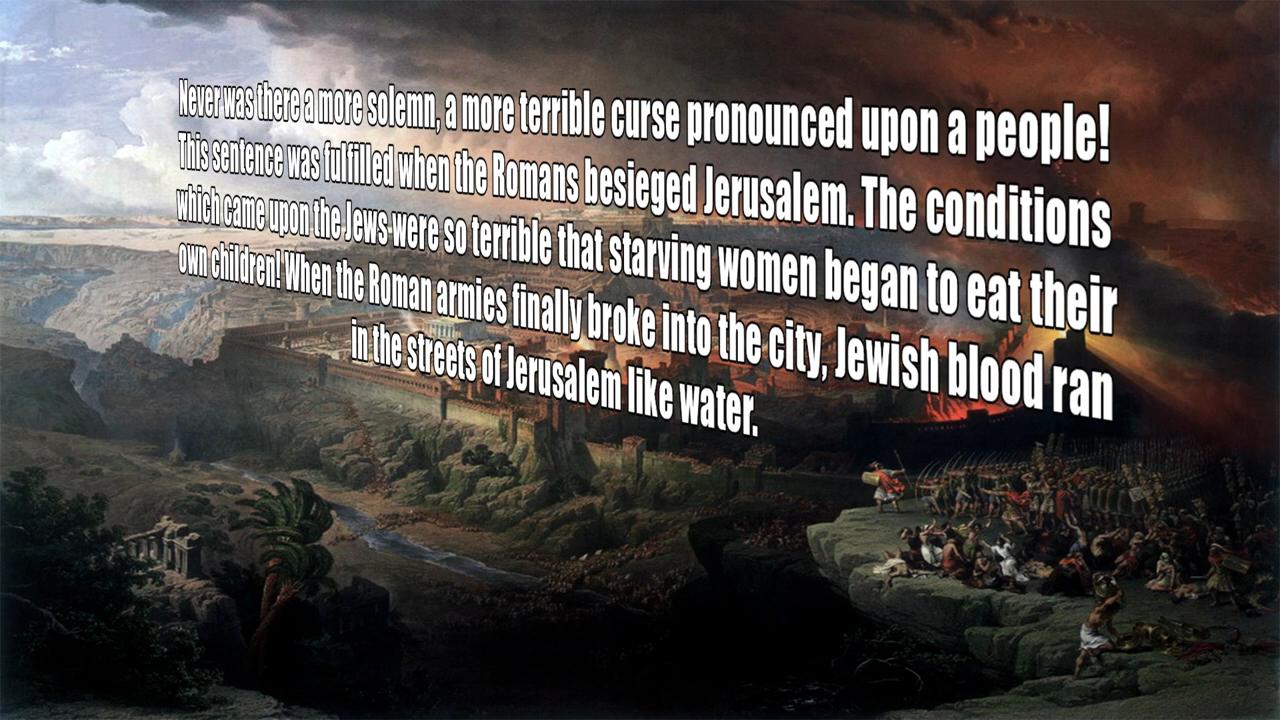 Never was there a more solemn, a more terrible curse pronounced upon a people!
This sentence was fulfilled when the Romans besieged Jerusalem. The conditions
which came upon the Jews were so terrible that starving women began to eat their
own children! When the Roman armies finally broke into the city, Jewish blood ran
in the streets of Jerusalem like water.